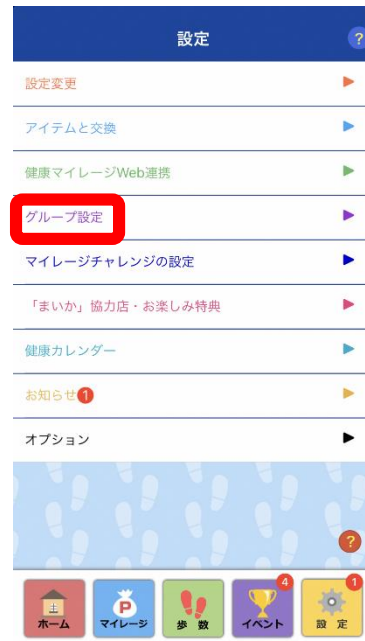 設定
?
設定変更
アイテムと交換
健康マイレージWeb連携
グループ設定
マイレージチャレンジの設定
「まいか」協力店・お楽しみ特典
健康カレンダー
お知らせ 1
オプション
?
4
1
P
ホーム
マイレージ
歩 数
イベント
設 定